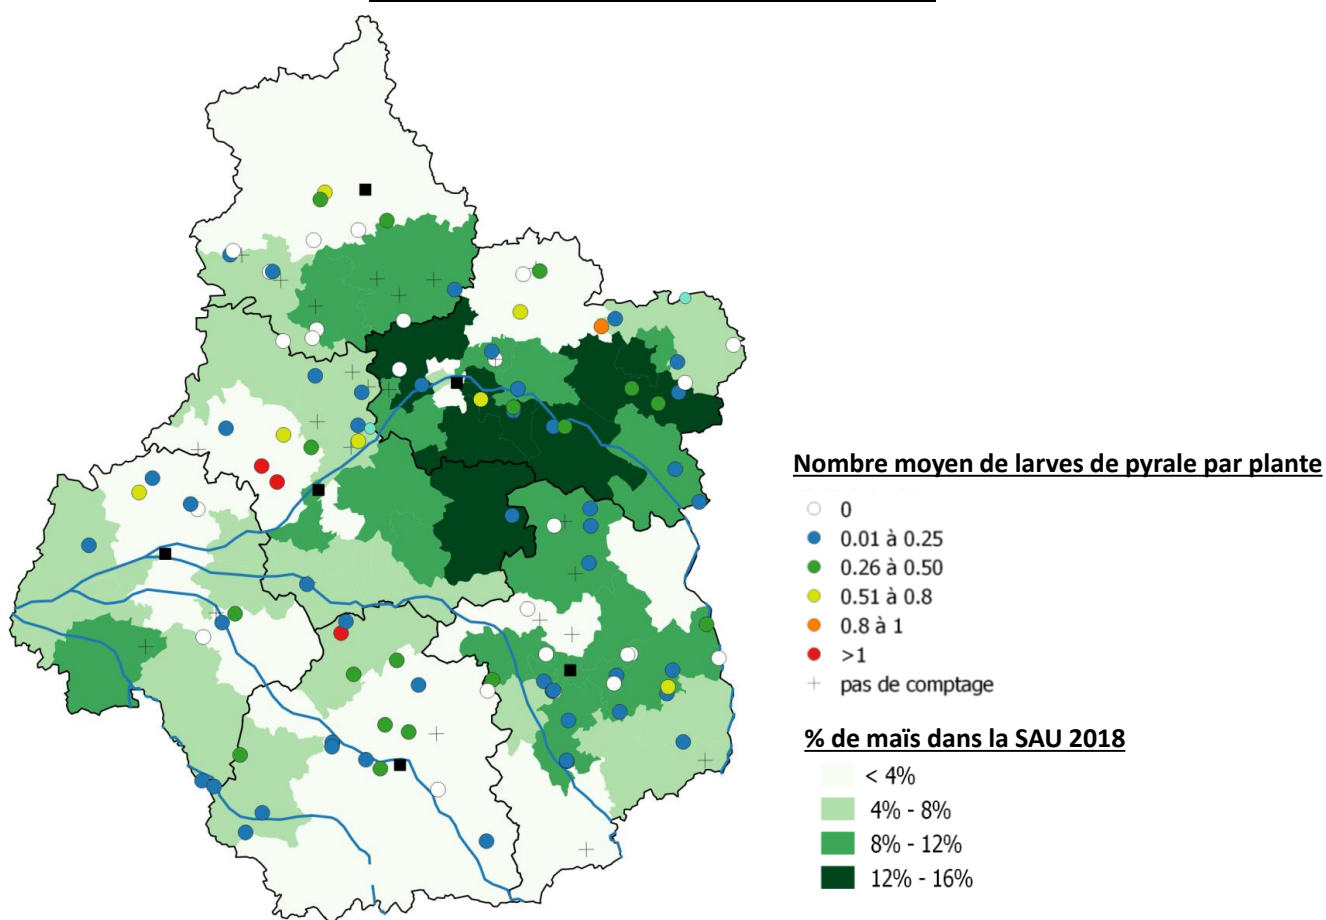 Nombre moyen de larves de pyrale par plante
0
0.01 à 0.25
0.26 à 0.50
0.51 à 0.8
0.8 à 1
>1
pas de comptage
% de maïs dans la SAU 2018
< 4%
4% - 8%
8% - 12%
12% - 16%